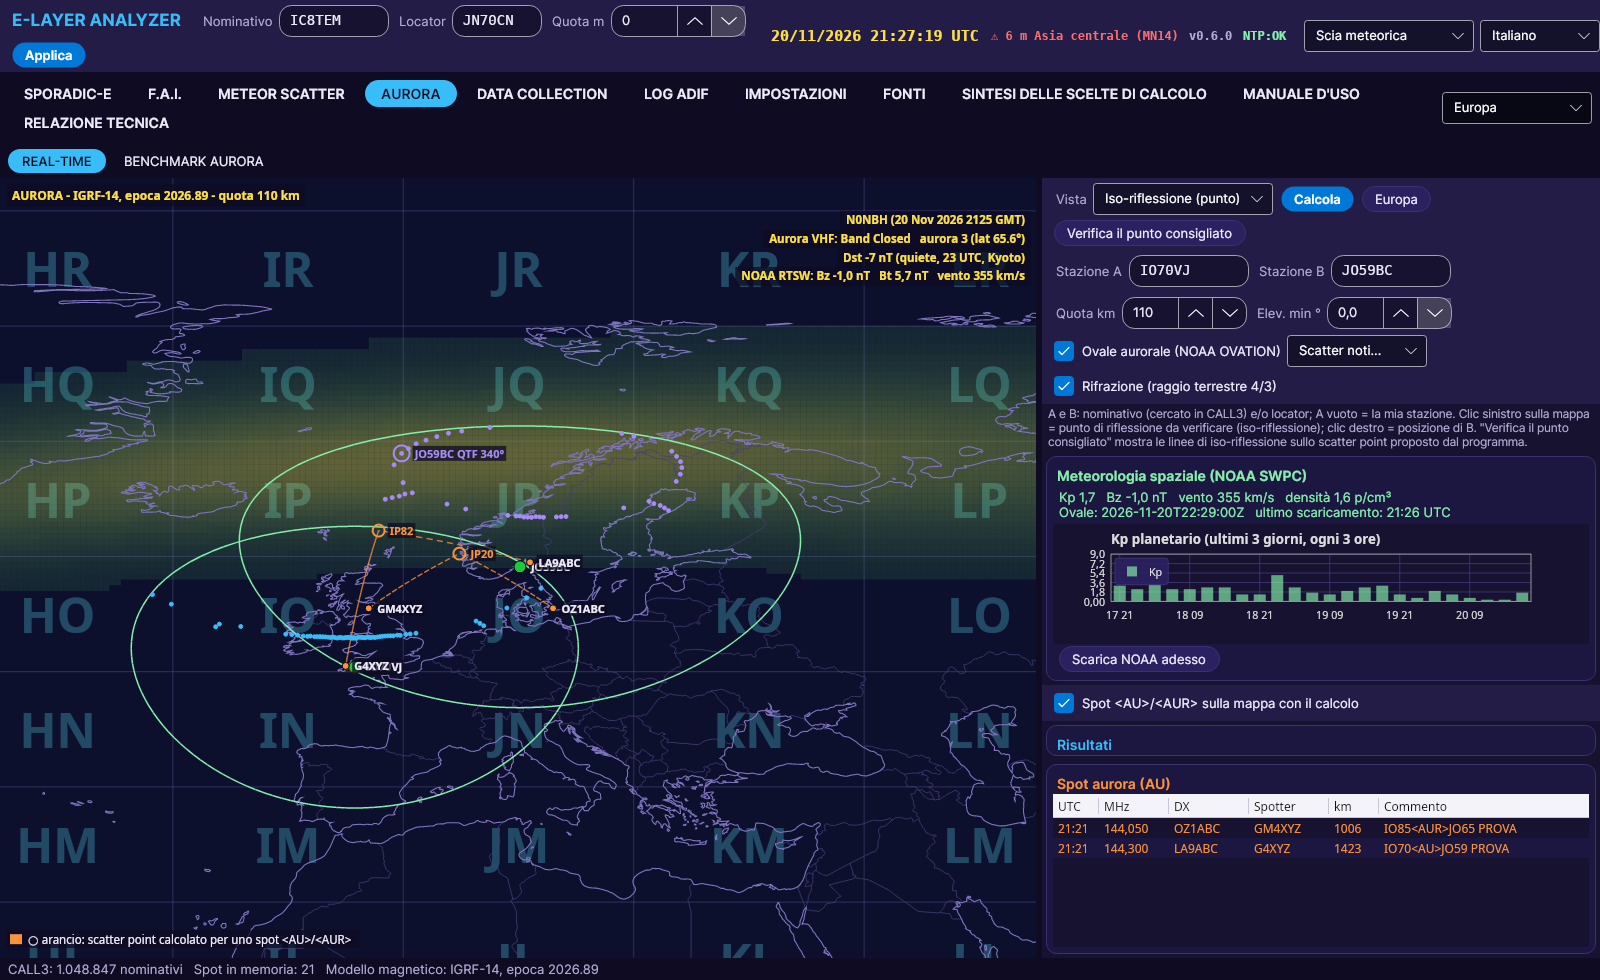 E-LAYER ANALYZER Nominativo IC8TEM Locator JN70CN Quota m 0
20/11/2026 21:27:19 UTC ⚠ 6 m Asia centrale (MN14) v0.6.0 NTP:OK Scia meteorica Italiano
Applica
SPORADIC-E F.A.I. METEOR SCATTER AURORA DATA COLLECTION LOG ADIF IMPOSTAZIONI FONTI SINTESI DELLE SCELTE DI CALCOLO MANUALE D'USO
Europa
RELAZIONE TECNICA
REAL-TIME BENCHMARK AURORA
AURORA - IGRF-14, epoca 2026.89 - quota 110 km
N0NBH (20 Nov 2026 2125 GMT)
Aurora VHF: Band Closed aurora 3 (lat 65.6°)
Dst -7 nT (quiete, 23 UTC, Kyoto)
NOAA RTSW: Bz -1,0 nT Bt 5,7 nT vento 355 km/s
HR IR JR KR LR
HQ IQ JQ KQ LQ
JO59BC QTF 340°
HP IP JP KP LP
IP82
JP20
LA9ABC
HO IO JO KO LO
GM4XYZ
OZ1ABC
G4XYZ VJ
HN IN JN KN LN
HM IM JM KM LM
arancio: scatter point calcolato per uno spot <AU>/<AUR>
HL IL KL LL
Vista Iso-riflessione (punto) Calcola Europa
Verifica il punto consigliato
Stazione A IO70VJ Stazione B JO59BC
Quota km 110 Elev. min ° 0,0
Ovale aurorale (NOAA OVATION) Scatter noti...
Rifrazione (raggio terrestre 4/3)
A e B: nominativo (cercato in CALL3) e/o locator; A vuoto = la mia stazione. Clic sinistro sulla mappa
= punto di riflessione da verificare (iso-riflessione); clic destro = posizione di B. "Verifica il punto
consigliato" mostra le linee di iso-riflessione sullo scatter point proposto dal programma.
Meteorologia spaziale (NOAA SWPC)
Kp 1,7 Bz -1,0 nT vento 355 km/s densità 1,6 p/cm³
Ovale: 2026-11-20T22:29:00Z ultimo scaricamento: 21:26 UTC
Kp planetario (ultimi 3 giorni, ogni 3 ore)
9,0
7,2
5,4
3,6
1,8
0,00
Kp
17 21 18 09 18 21 19 09 19 21 20 09
Scarica NOAA adesso
Spot <AU>/<AUR> sulla mappa con il calcolo
Risultati
Spot aurora (AU)
UTC MHz DX Spotter km Commento
21:21 144,050 OZ1ABC GM4XYZ 1006 IO85<AUR>JO65 PROVA
21:21 144,300 LA9ABC G4XYZ 1423 IO70<AU>JO59 PROVA
CALL3: 1.048.847 nominativi Spot in memoria: 21 Modello magnetico: IGRF-14, epoca 2026.89